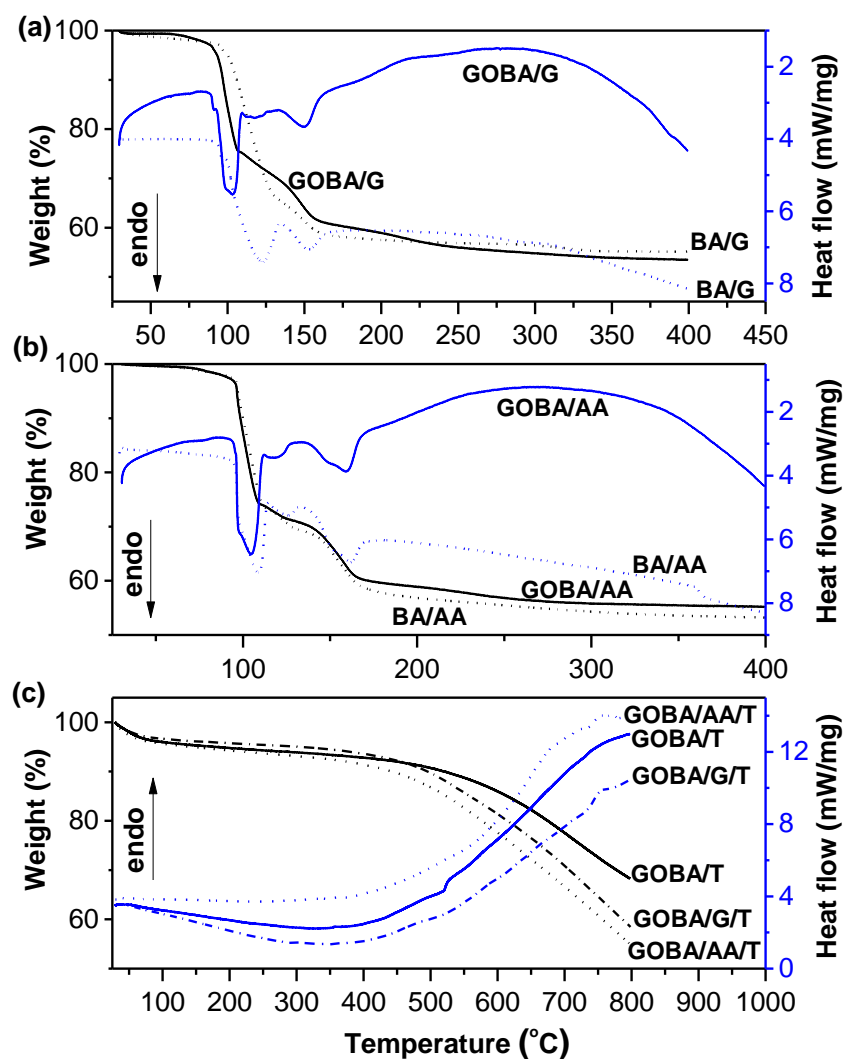 (a)
100
80
60
Weight (%)
endo
GOBA/G
GOBA/G
BA/G
BA/G
2
4
6
8
Heat flow (mW/mg)
50 100 150 200 250 300 350 400 450
(b)
100
80
60
Weight (%)
endo
GOBA/AA
BA/AA
GOBA/AA
BA/AA
2
4
6
8
Heat flow (mW/mg)
100 200 300 400
(c)
100
80
60
Weight (%)
endo
GOBA/AA/T
GOBA/T
GOBA/G/T
GOBA/T
GOBA/G/T
GOBA/AA/T
12
8
4
0
Heat flow (mW/mg)
100 200 300 400 500 600 700 800 900 1000
Temperature (°C)